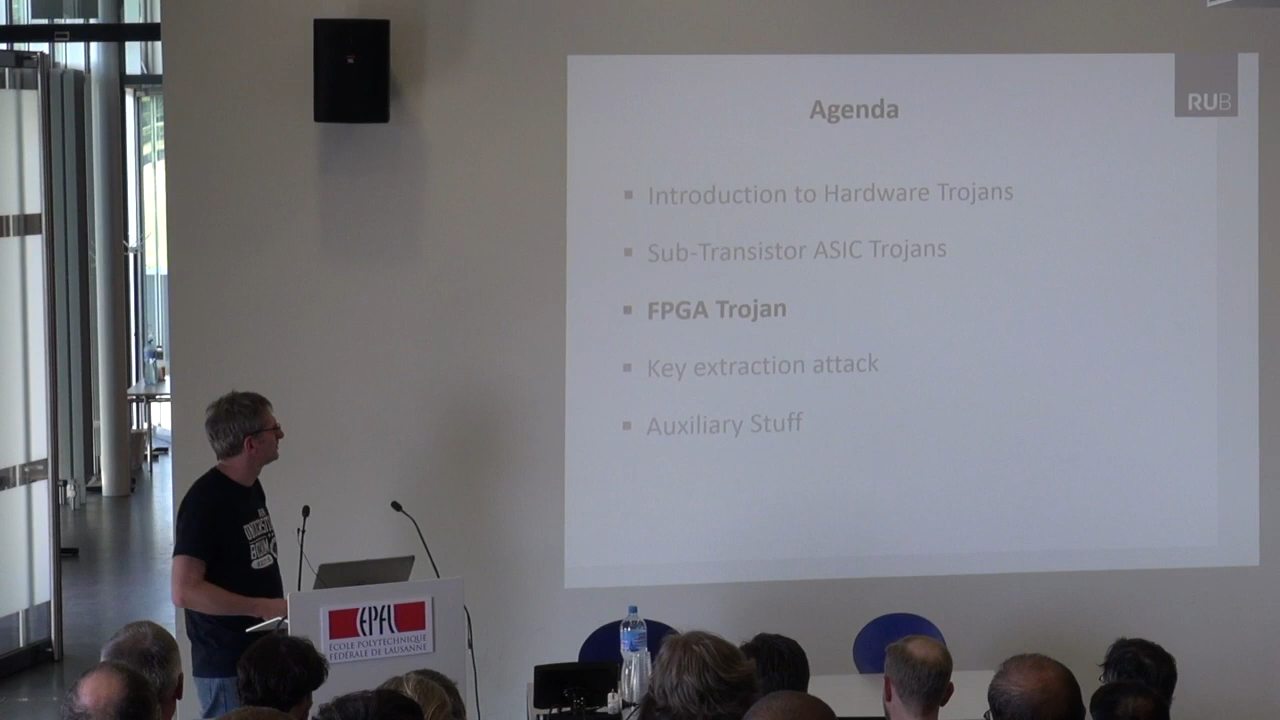 RUB
Agenda
Introduction to Hardware Trojans
Sub-Transistor ASIC Trojans
FPGA Trojan
Key extraction attack
Auxiliary Stuff
EPFL
ÉCOLE POLYTECHNIQUE
FÉDÉRALE DE LAUSANNE